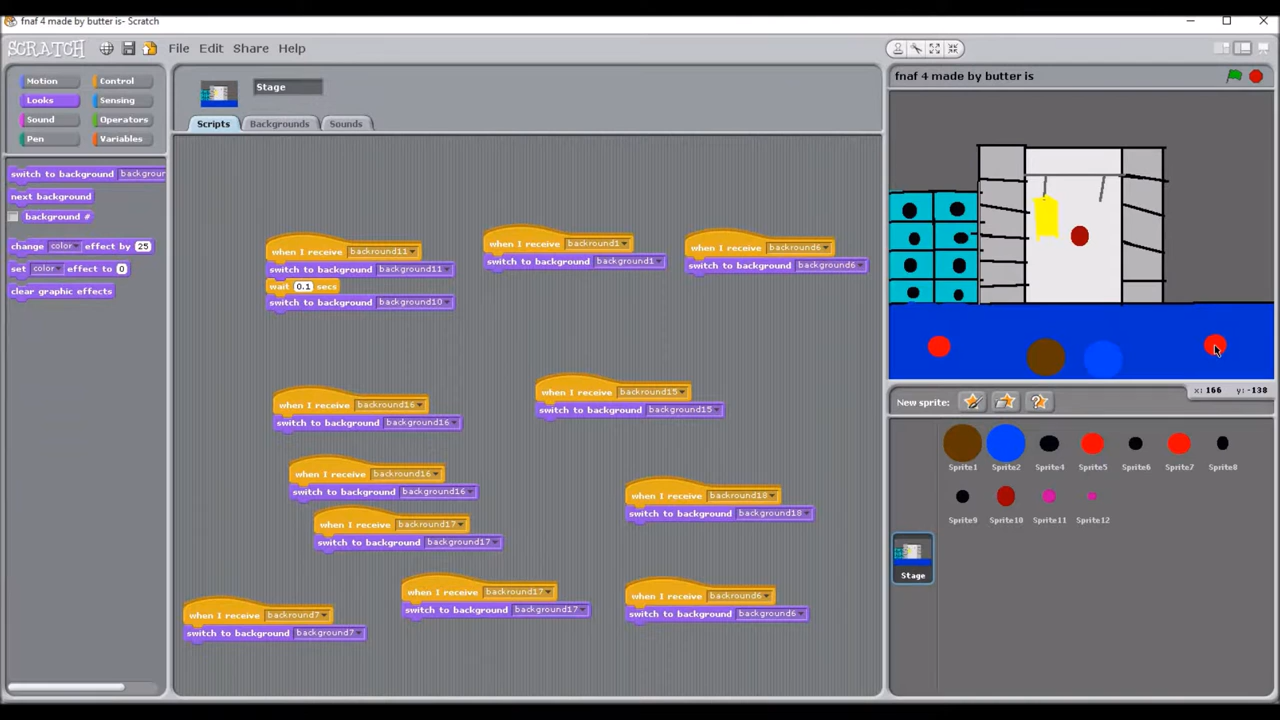 fnaf 4 made by butter is- Scratch
SCRATCH File Edit Share Help
Motion Control
Looks Sensing
Sound Operators
Pen Variables
Stage
Scripts Backgrounds Sounds
switch to background backgroun
next background
background #
change color effect by 25
set color effect to 0
clear graphic effects
when I receive backround11
switch to background background11
wait 0.1 secs
switch to background background10
when I receive backround1
switch to background background1
when I receive backround6
switch to background background6
when I receive backround16
switch to background background16
when I receive backround15
switch to background background15
when I receive backround16
switch to background background16
when I receive backround17
switch to background background17
when I receive backround18
switch to background background18
when I receive backround7
switch to background background7
when I receive backround17
switch to background background17
when I receive backround6
switch to background background6
fnaf 4 made by butter is
x: 166 y: -138
New sprite:
Sprite1 Sprite2 Sprite4 Sprite5 Sprite6 Sprite7 Sprite8
Sprite9 Sprite10 Sprite11 Sprite12
Stage